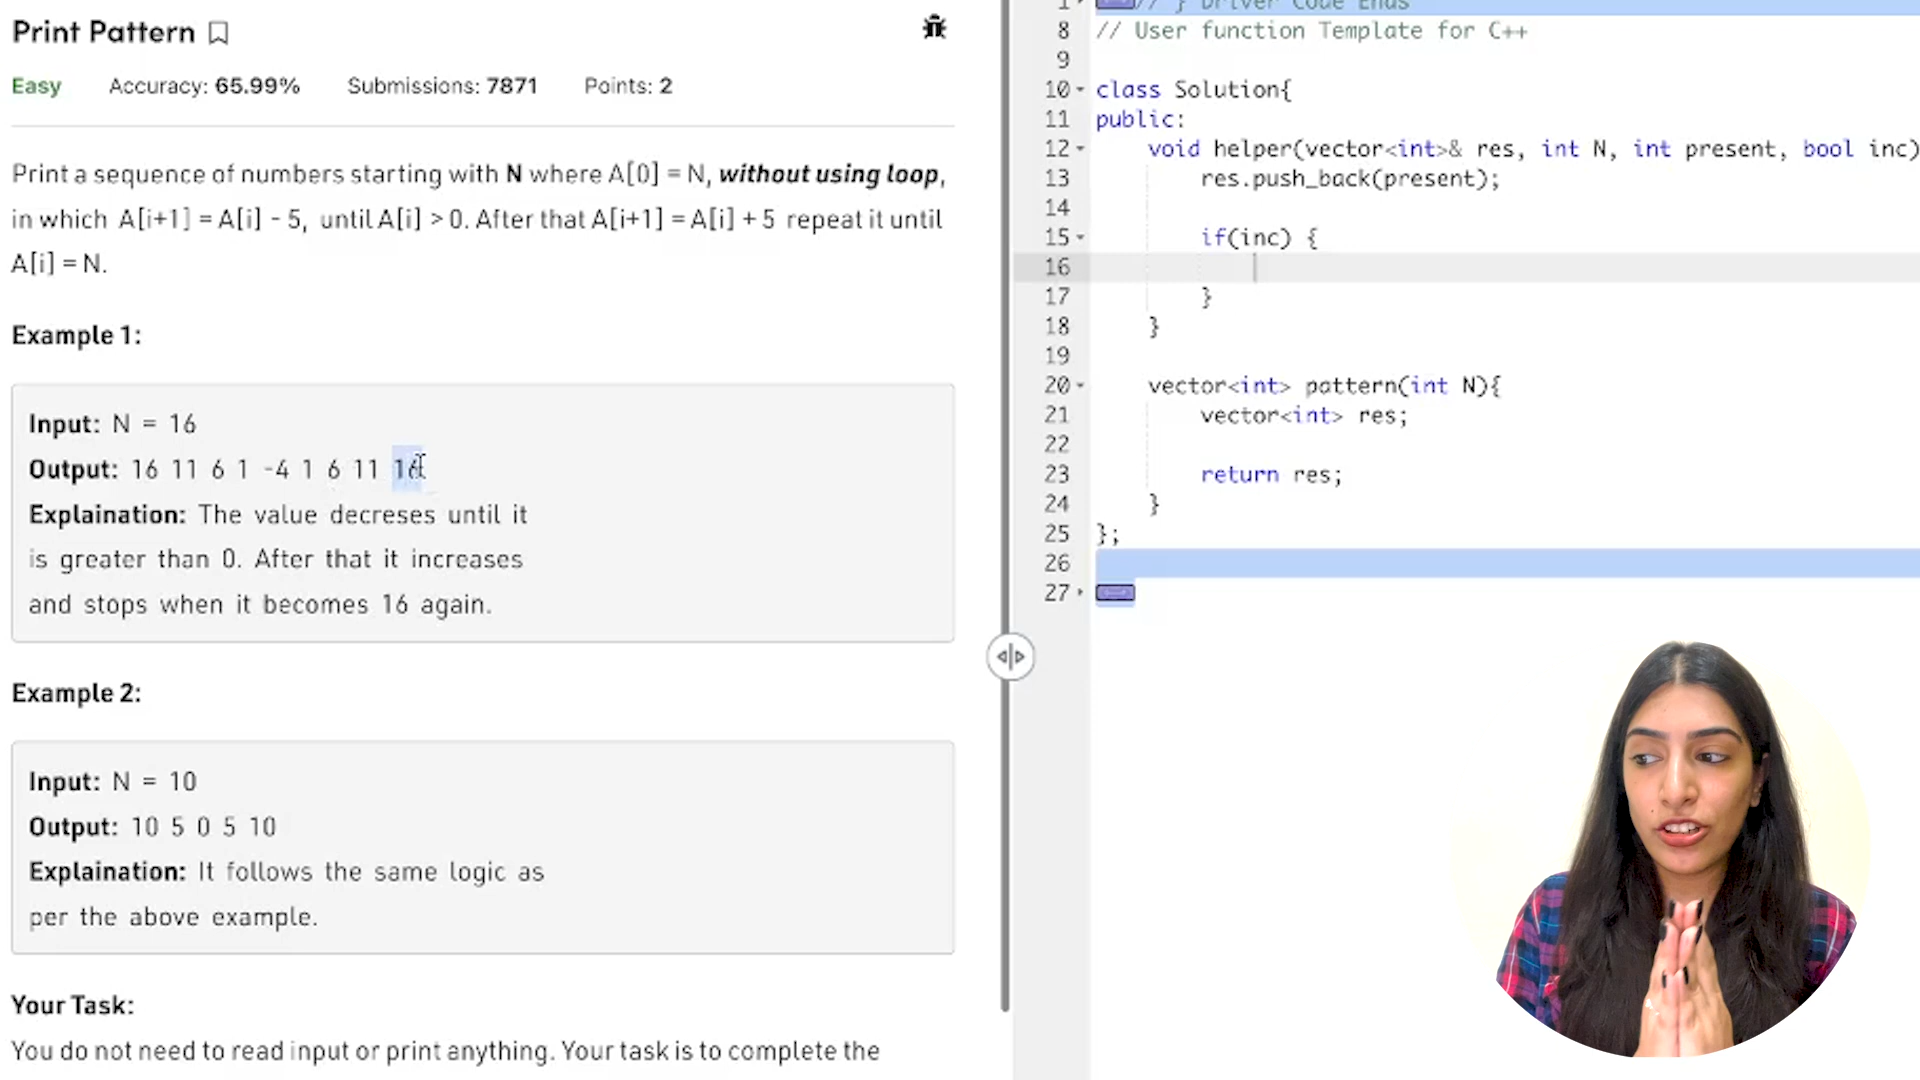 Print Pattern
Easy Accuracy: 65.99% Submissions: 7871 Points: 2
Print a sequence of numbers starting with N where A[0] = N, without using loop,
in which A[i+1] = A[i] - 5, until A[i] > 0. After that A[i+1] = A[i] + 5 repeat it until
A[i] = N.
Example 1:
Input: N = 16
Output: 16 11 6 1 -4 1 6 11 16
Explaination: The value decreses until it
is greater than 0. After that it increases
and stops when it becomes 16 again.
Example 2:
Input: N = 10
Output: 10 5 0 5 10
Explaination: It follows the same logic as
per the above example.
Your Task:
You do not need to read input or print anything. Your task is to complete the
1 // } Driver Code Ends
8 // User function Template for C++
9
10 class Solution{
11 public:
12 void helper(vector<int>& res, int N, int present, bool inc)
13 res.push_back(present);
14
15 if(inc) {
16
17 }
18 }
19
20 vector<int> pattern(int N){
21 vector<int> res;
22
23 return res;
24 }
25 };
26
27